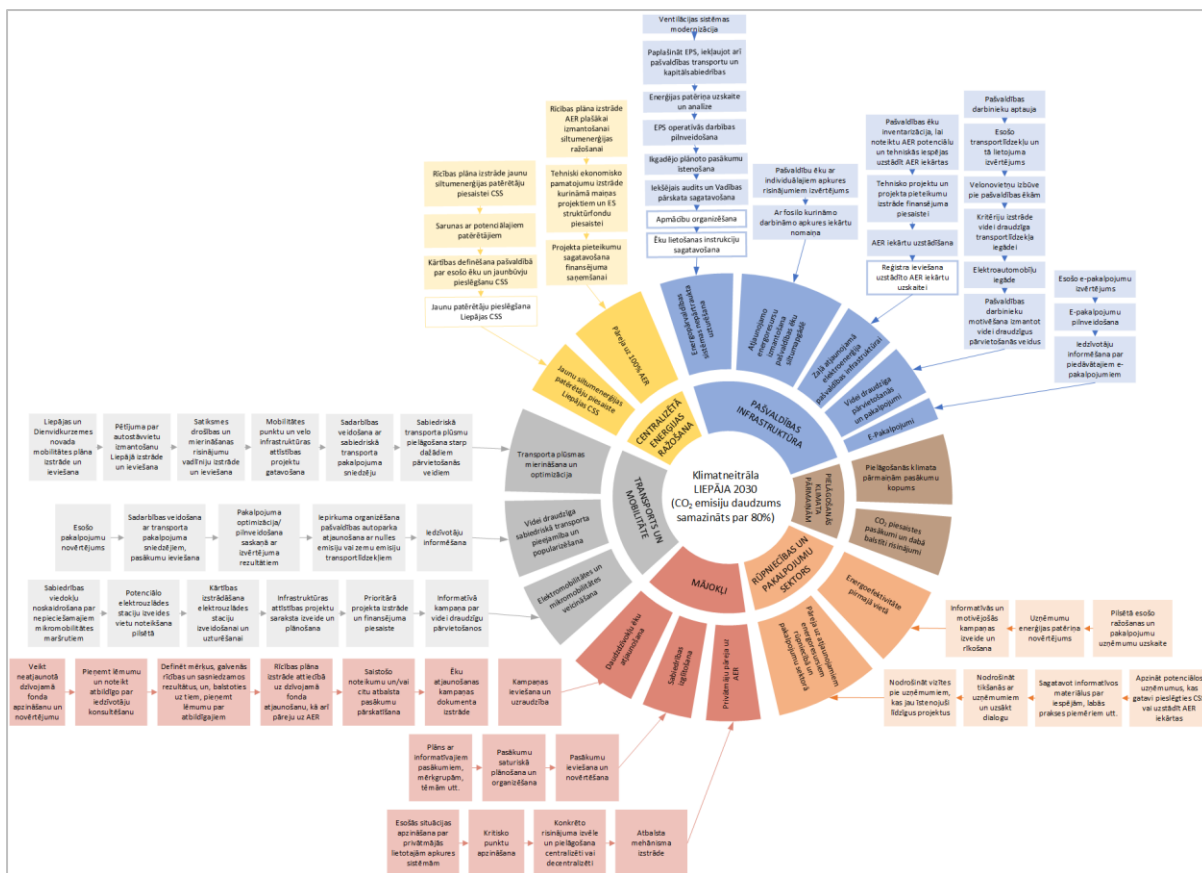 Klimatneitrāla
LIEPĀJA 2030
(CO2 emisiju daudzums
samazināts par 80%)
CENTRALIZĒTĀ
ENERĢIJAS
RAŽOŠANA
Jaunu siltumenerģijas
patērētāju piesaiste
Liepājas CSS
Rīcības plāna izstrāde jaunu
siltumenerģijas patērētāju
piesaistei CSS
Sarunas ar potenciālajiem
patērētājiem
Kārtības definēšana pašvaldībā
par esošo ēku un jaunbūvju
pieslēgšanu CSS
Jaunu patērētāju pieslēgšana
Liepājas CSS
Pāreja uz 100% AER
Rīcības plāna izstrāde
AER plašākai
izmantošanai
siltumenerģijas
ražošanai
Tehniski ekonomisko
pamatojumu izstrāde
kurināmā maiņas
projektiem un ES
struktūrfondu
piesaistei
Projekta pieteikumu
sagatavošana
finansējuma
saņemšanai
PAŠVALDĪBAS
INFRASTRUKTŪRA
Energopārvaldības
sistēmas nepārtraukta
uzturēšana
Ventilācijas sistēmas
modernizācija
Paplašināt EPS, iekļaujot arī
pašvaldības transportu un
kapitālsabiedrības
Enerģijas patēriņa uzskaite
un analīze
EPS operatīvās darbības
pilnveidošana
Ikgadējo plānoto pasākumu
īstenošana
Iekšējais audits un Vadības
pārskata sagatavošana
Apmācību organizēšana
Ēku lietošanas instrukciju
sagatavošana
Atjaunojamo
energoresursu
izmantošana
pašvaldības ēku
siltumapgādē
Pašvaldību ēku ar
individuālajiem apkures
risinājumiem izvērtējums
Ar fosilo kurināmo
darbināmo apkures iekārtu
nomaiņa
Zaļā atjaunojamā
elektroenerģija
pašvaldības infrastruktūrai
Pašvaldības ēku
inventarizācija, lai
noteiktu AER potenciālu
un tehniskās iespējas
uzstādīt AER iekārtas
Tehnisko projektu un
projekta pieteikumu
izstrāde finansējuma
piesaistei
AER iekārtu uzstādīšana
Reģistra ieviešana
uzstādīto AER iekārtu
uzskaitei
Videi draudzīga
pārvietošanās
un pakalpojumi
Pašvaldības
darbinieku aptauja
Esošo
transportlīdzekļu un
tā lietojuma
izvērtējums
Velonovietņu izbūve
pie pašvaldības ēkām
Kritēriju izstrāde
videi draudzīga
transportlīdzekļa
iegādei
Elektroautomobiļu
iegāde
Pašvaldības
darbinieku
motivēšana izmantot
videi draudzīgus
pārvietošanās veidus
E-Pakalpojumi
Esošo e-pakalpojumu
izvērtējums
E-pakalpojumu
pilnveidošana
Iedzīvotāju
informēšana par
piedāvātajiem e-
pakalpojumiem
PIELĀGOŠANĀS
KLIMATA
PĀRMAIŅĀM
Pielāgošanās klimata
pārmaiņām pasākumu
kopums
CO2 piesaistes
pasākumi un dabā
balstīti risinājumi
RŪPNIECĪBAS UN
PAKALPOJUMU
SEKTORS
Energoefektivitāte
pirmajā vietā
Pilsētā esošo
ražošanas un
pakalpojumu
uzņēmumu uzskaite
Uzņēmumu
enerģijas patēriņa
novērtējums
Informatīvās un
motivējošās
kampaņas
izveide un
rīkošana
Pāreja uz atjaunojamiem
energoresursiem
rūpniecībā un
pakalpojumu sektorā
Apzināt potenciālos
uzņēmumus, kas
gatavi pieslēgties CSS
vai uzstādīt AER
iekārtas
Sagatavot informatīvos
materiālus par
iespējām, labās
prakses piemēriem utt.
Nodrošināt
tikšanās ar
uzņēmumiem un
uzsākt dialogu
Nodrošināt vizītes
pie uzņēmumiem,
kas jau īstenojuši
līdzīgus projektus
MĀJOKĻI
Daudzdzīvokļu ēku
atjaunošana
Veikt
neatjaunotā
dzīvojamā
fonda
apzināšanu un
novērtējumu
Pieņemt lēmumu
un noteikt
atbildīgo par
iedzīvotāju
konsultēšanu
Definēt mērķus, galvenās
rīcības un sasniedzamos
rezultātus, un, balstoties
uz tiem, pieņemt
lēmumu par
atbildīgajiem
Rīcības plāna
izstrāde attiecībā
uz dzīvojamā
fonda
atjaunošanu, kā
arī pāreju uz AER
Saistošo
noteikumu un/vai
citu atbalsta
pasākumu
pārskatīšana
Ēku
atjaunošanas
kampaņas
dokumenta
izstrāde
Kampaņas
ieviešana un
uzraudzība
Sabiedrības
izglītošana
Plāns ar
informatīvajiem
pasākumiem,
mērķgrupām,
tēmām utt.
Pasākumu
saturiskā
plānošana un
organizēšana
Pasākumu
ieviešana un
novērtēšana
Privātmāju pāreja uz
AER
Esošās situācijas
apzināšana par
privātmājās
lietotajām apkures
sistēmām
Kritisko
punktu
apzināšana
Konkrēto
risinājuma izvēle
un pielāgošana
centralizēti vai
decentralizēti
Atbalsta
mehānisma
izstrāde
TRANSPORTS UN
MOBILITĀTE
Transporta plūsmas
mierināšana un
optimizācija
Liepājas un
Dienvidkurzemes
novada
mobilitātes plāna
izstrāde un
ieviešana
Pētījuma par
autostāvvietu
izmantošanu
Liepājā izstrāde
un ieviešana
Satiksmes
drošības un
mierināšanas
risinājumu
vadlīniju izstrāde
un ieviešana
Mobilitātes
punktu un velo
infrastruktūras
attīstības
projektu
gatavošana
Sadarbības
veidošana ar
sabiedriskā
transporta
pakalpojuma
sniedzēju
Sabiedriskā
transporta plūsmu
pielāgošana starp
dažādiem
pārvietošanās
veidiem
Videi draudzīga
sabiedriskā transporta
pieejamība un
popularizēšana
Esošo
pakalpojumu
novērtējums
Sadarbības veidošana
ar transporta
pakalpojuma
sniedzējiem,
pasākumu ieviešana
Pakalpojuma
optimizācija/
pilnveidošana
saskaņā ar
izvērtējuma
rezultātiem
Iepirkuma organizēšana
pašvaldības autoparka
atjaunošana ar nulles
emisiju vai zemu emisiju
transportlīdzekļiem
Iedzīvotāju
informēšana
Elektromobilitātes un
mikromobilitātes
veicināšana
Sabiedrības
viedokļu
noskaidrošana par
nepieciešamajiem
mikromobilitātes
maršrutiem
Potenciālo
elektrouzlādes
staciju izveides
vietu noteikšana
pilsētā
Kārtības
izstrādāšana
elektrouzlādes
staciju
izveidošanai un
uzturēšanai
Infrastruktūras
attīstības projektu
saraksta izveide un
plānošana
Prioritārā
projekta izstrāde
un finansējuma
piesaiste
Informatīvā
kampaņa par
videi draudzīgu
pārvietošanos